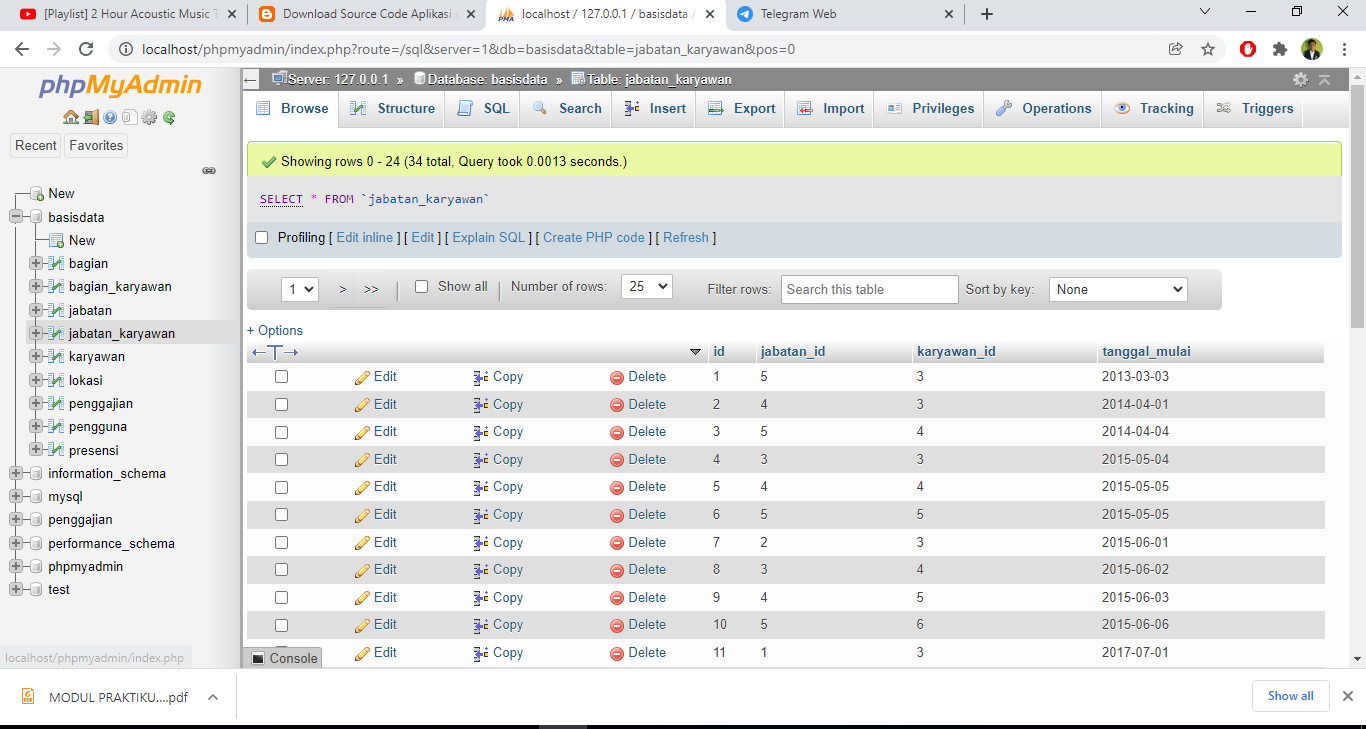 [Playlist] 2 Hour Acoustic Music T
Download Source Code Aplikasi
localhost / 127.0.0.1 / basisdata /
Telegram Web
localhost/phpmyadmin/index.php?route=/sql&server=1&db=basisdata&table=jabatan_karyawan&pos=0
phpMyAdmin
Recent Favorites
New
basisdata
New
bagian
bagian_karyawan
jabatan
jabatan_karyawan
karyawan
lokasi
penggajian
pengguna
presensi
information_schema
mysql
penggajian
performance_schema
phpmyadmin
test
localhost/phpmyadmin/index.php
Server: 127.0.0.1 » Database: basisdata » Table: jabatan_karyawan
Browse Structure SQL Search Insert Export Import Privileges Operations Tracking Triggers
Showing rows 0 - 24 (34 total, Query took 0.0013 seconds.)
SELECT * FROM `jabatan_karyawan`
Profiling [ Edit inline ] [ Edit ] [ Explain SQL ] [ Create PHP code ] [ Refresh ]
1 > >> | Show all | Number of rows: 25 Filter rows: Search this table Sort by key: None
+ Options
←T→ id jabatan_id karyawan_id tanggal_mulai
Edit Copy Delete 1 5 3 2013-03-03
Edit Copy Delete 2 4 3 2014-04-01
Edit Copy Delete 3 5 4 2014-04-04
Edit Copy Delete 4 3 3 2015-05-04
Edit Copy Delete 5 4 4 2015-05-05
Edit Copy Delete 6 5 5 2015-05-05
Edit Copy Delete 7 2 3 2015-06-01
Edit Copy Delete 8 3 4 2015-06-02
Edit Copy Delete 9 4 5 2015-06-03
Edit Copy Delete 10 5 6 2015-06-06
Edit Copy Delete 11 1 3 2017-07-01
Console
MODUL PRAKTIKU....pdf
Show all